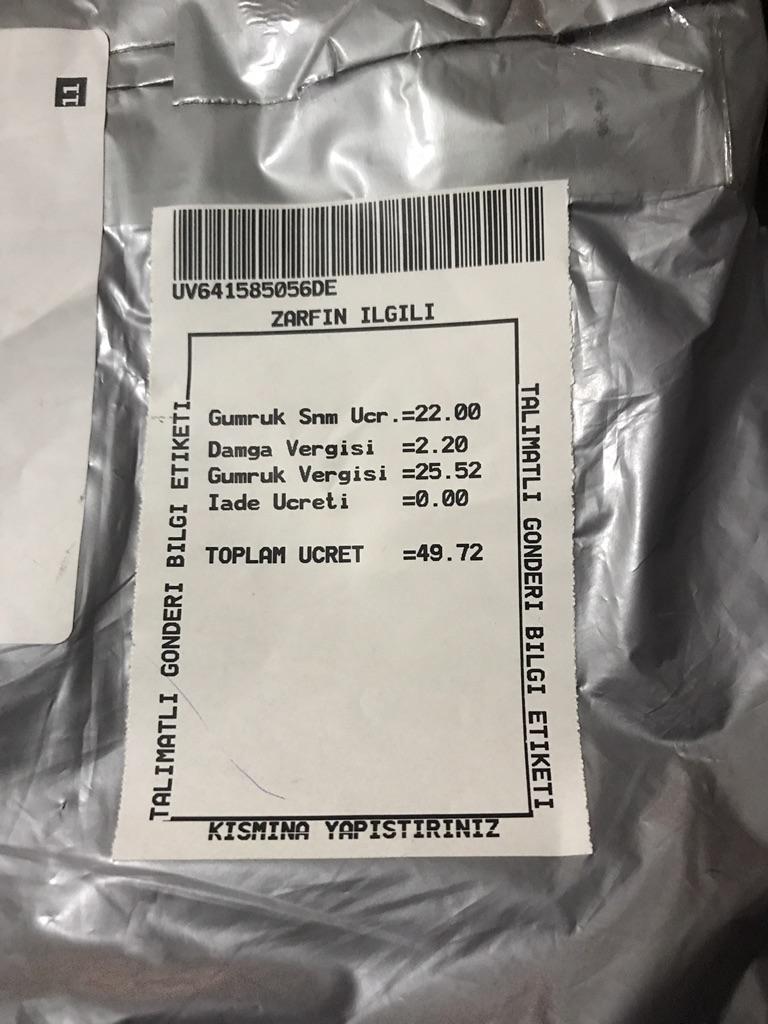 11
UV641585056DE
ZARFIN ILGILI
TALIMATLI GONDERI BILGI ETIKETI
Gumruk Snm Ucr.=22.00
Damga Vergisi =2.20
Gumruk Vergisi =25.52
Iade Ucreti =0.00
TOPLAM UCRET =49.72
TALIMATLI GONDERI BILGI ETIKETI
KISMINA YAPISTIRINIZ